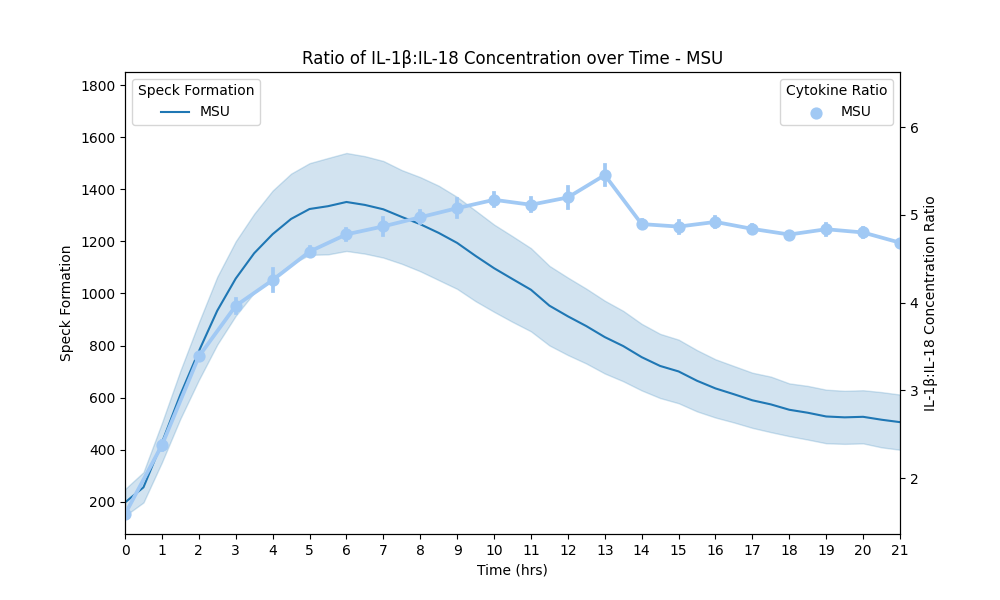 Ratio of IL-1β:IL-18 Concentration over Time - MSU
Speck Formation
MSU
Cytokine Ratio
MSU
Speck Formation
1800
1600
1400
1200
1000
800
600
400
200
6
5
4
3
2
IL-1β:IL-18 Concentration Ratio
0 1 2 3 4 5 6 7 8 9 10 11 12 13 14 15 16 17 18 19 20 21
Time (hrs)